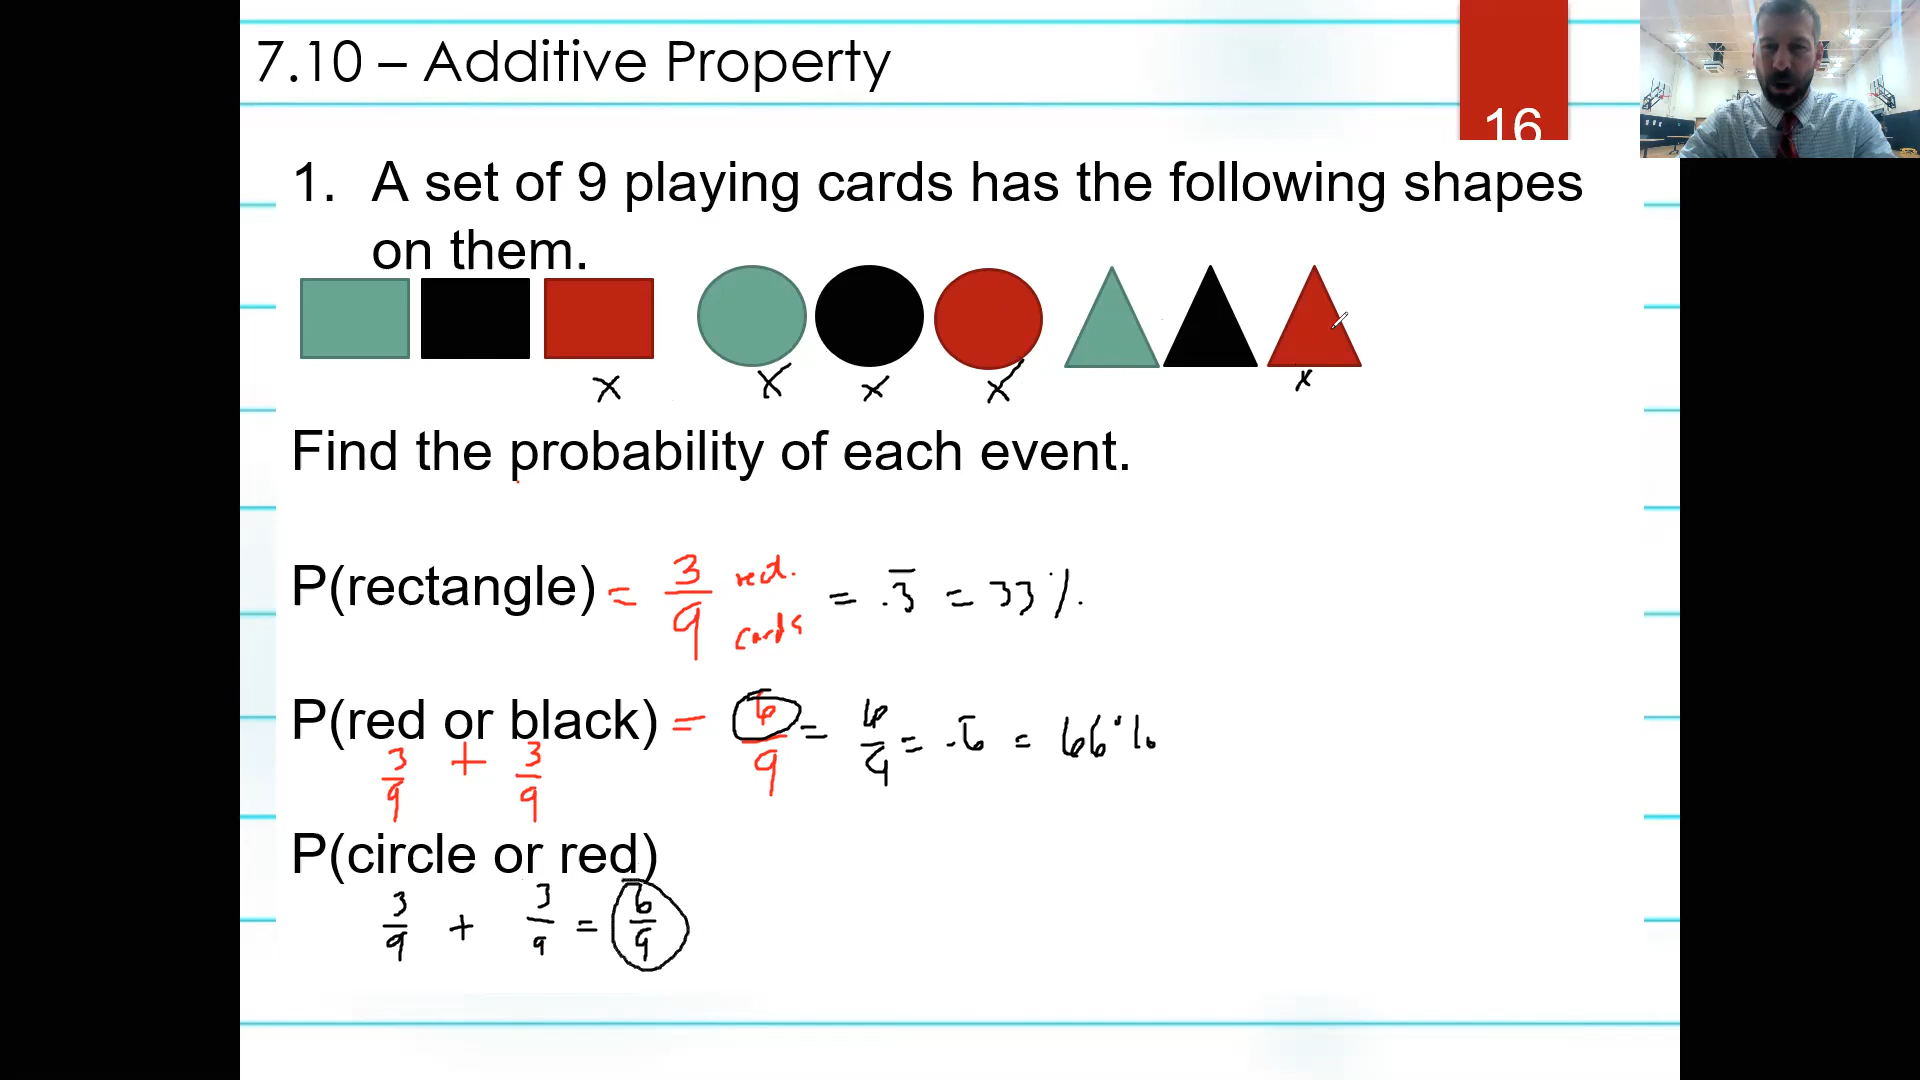 7.10 – Additive Property
16
1. A set of 9 playing cards has the following shapes
on them.
x x x x x
Find the probability of each event.
P(rectangle) = 3/9 rect. cards = .3̅ = 33%
P(red or black) = 6/9 = 6/9 = .6̅ = 66%
3/9 + 3/9
P(circle or red)
3/9 + 3/9 = 6/9